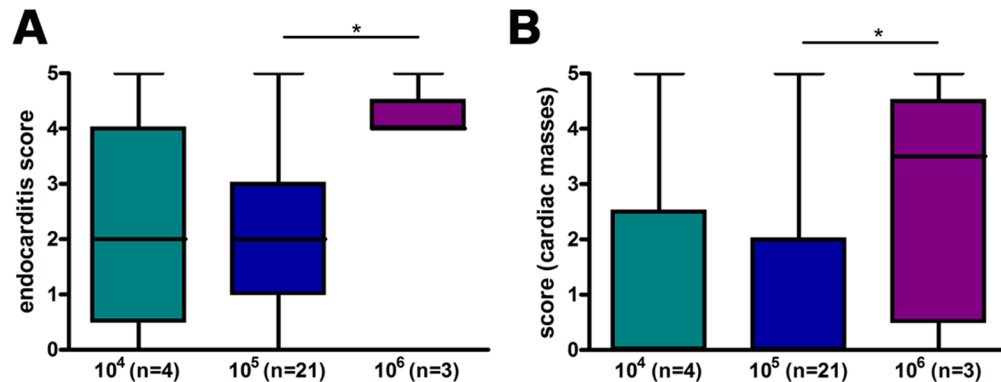 A
*
endocarditis score
5
4
3
2
1
0
10⁴ (n=4) 10⁵ (n=21) 10⁶ (n=3)
B
*
score (cardiac masses)
5
4
3
2
1
0
10⁴ (n=4) 10⁵ (n=21) 10⁶ (n=3)